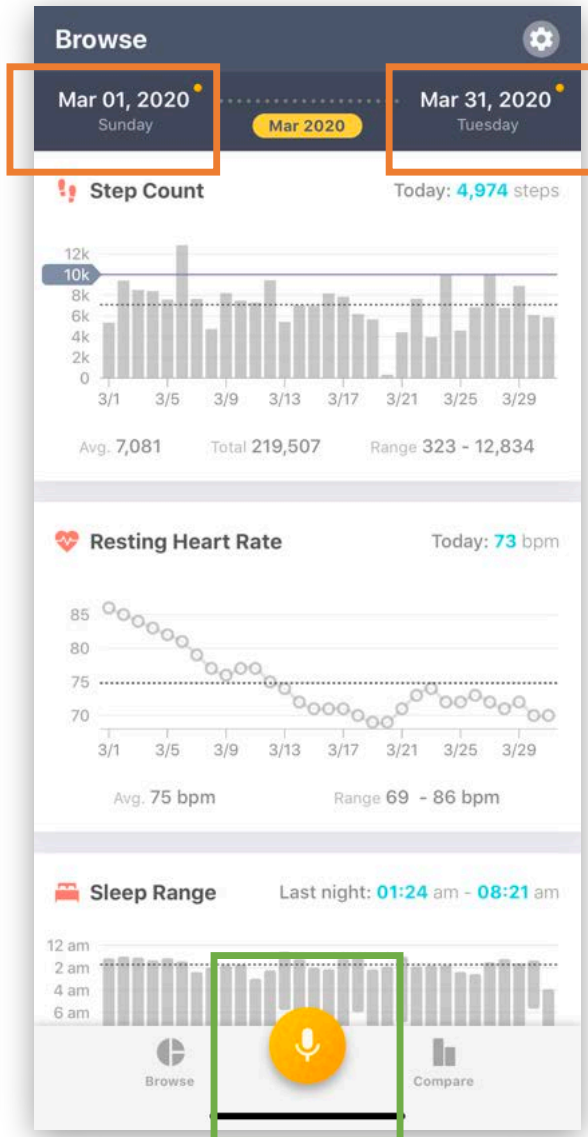 Browse
Mar 01, 2020 Mar 31, 2020
Sunday Mar 2020 Tuesday
Step Count Today: 4,974 steps
12k
10k
8k
6k
4k
2k
0
3/1 3/5 3/9 3/13 3/17 3/21 3/25 3/29
Avg. 7,081 Total 219,507 Range 323 - 12,834
Resting Heart Rate Today: 73 bpm
85
80
75
70
3/1 3/5 3/9 3/13 3/17 3/21 3/25 3/29
Avg. 75 bpm Range 69 - 86 bpm
Sleep Range Last night: 01:24 am - 08:21 am
12 am
2 am
4 am
6 am
Browse Compare